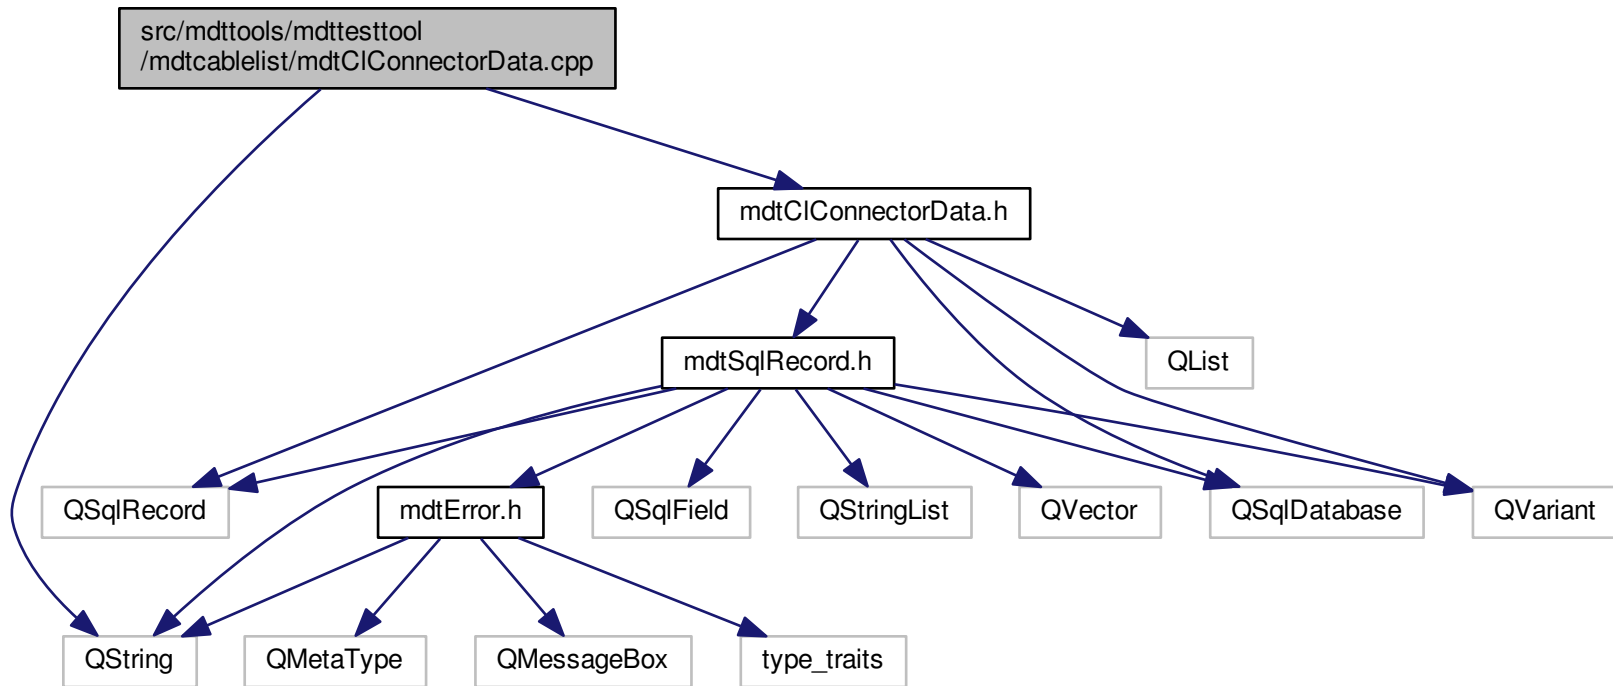 src/mdttools/mdttesttool
/mdtcablelist/mdtClConnectorData.cpp
mdtClConnectorData.h
mdtSqlRecord.h
QList
QSqlRecord
mdtError.h
QSqlField
QStringList
QVector
QSqlDatabase
QVariant
QString
QMetaType
QMessageBox
type_traits